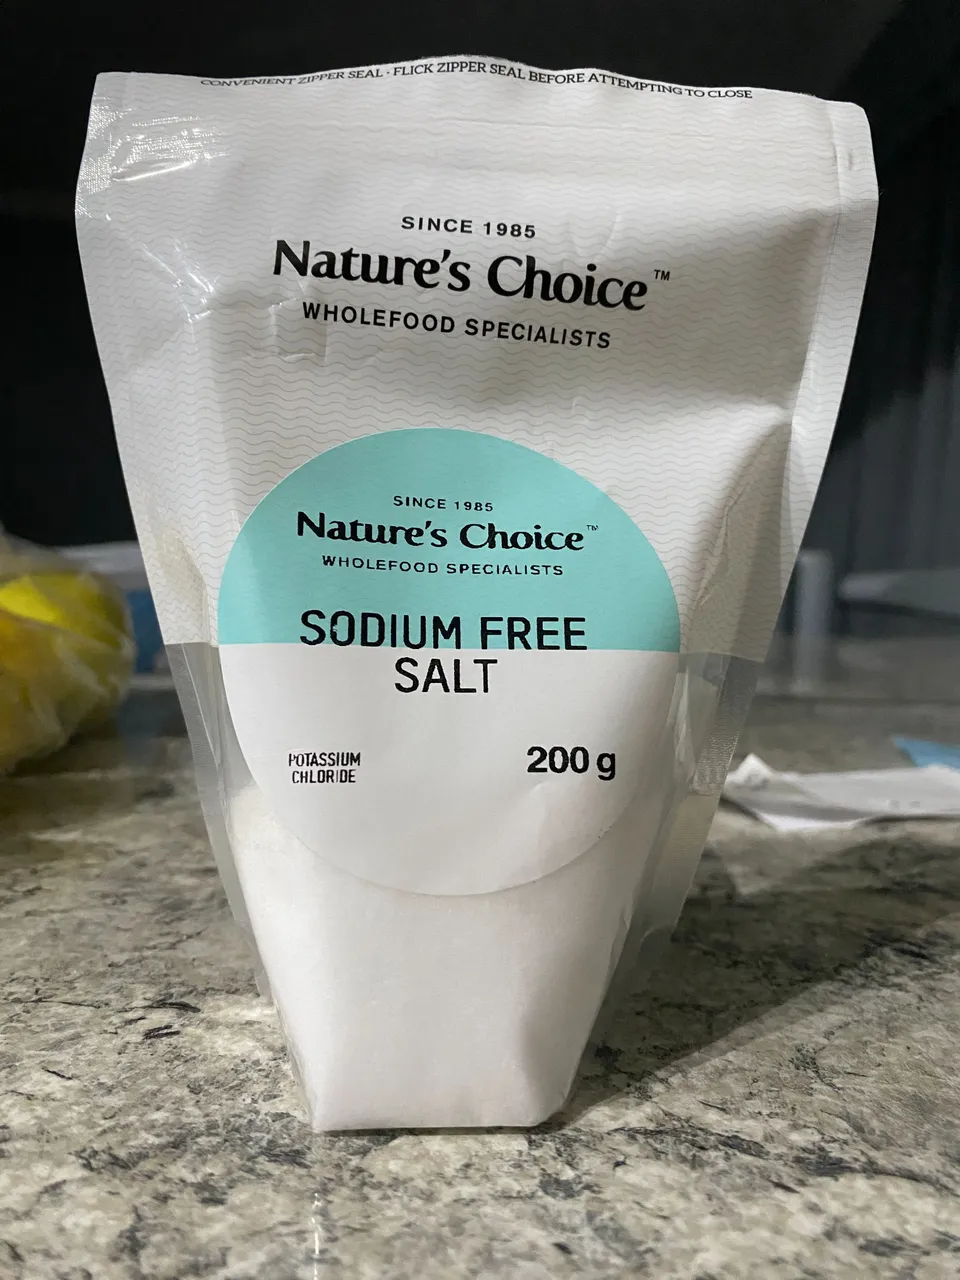 CONVENIENT ZIPPER SEAL · FLICK ZIPPER SEAL BEFORE ATTEMPTING TO CLOSE
SINCE 1985
Nature's Choice™
WHOLEFOOD SPECIALISTS
SINCE 1985
Nature's Choice™
WHOLEFOOD SPECIALISTS
SODIUM FREE
SALT
POTASSIUM
CHLORIDE
200 g